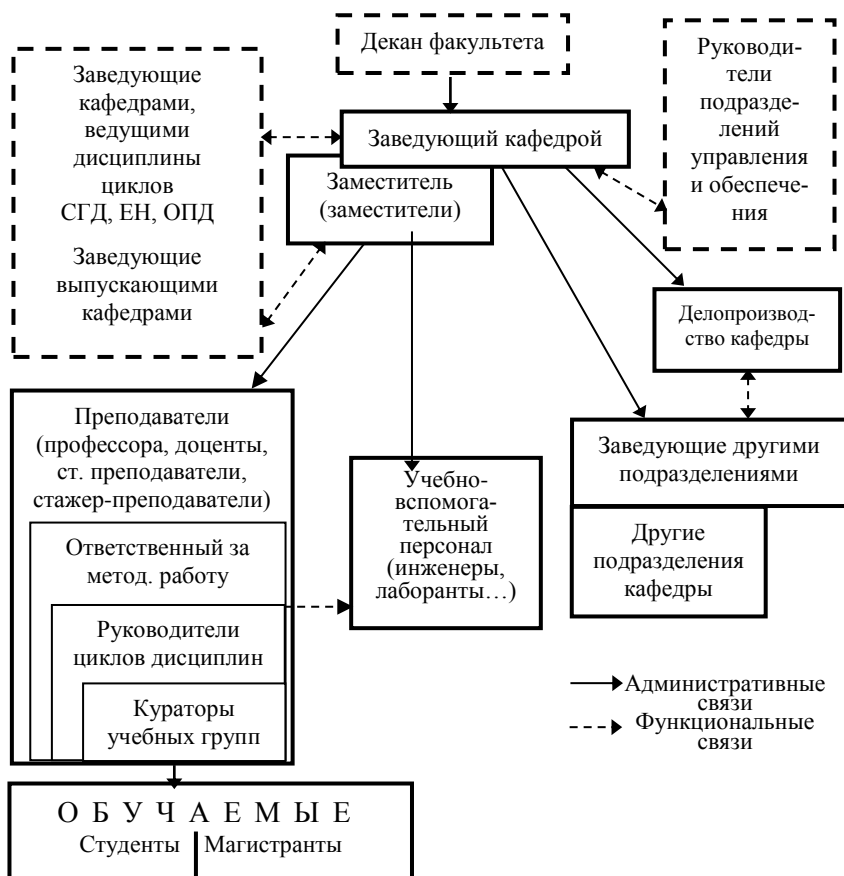 Декан факультета
Заведующие
кафедрами,
ведущими
дисциплины
циклов
СГД, ЕН, ОПД
Заведующие
выпускающими
кафедрами
Заведующий кафедрой
Заместитель
(заместители)
Руководи-
тели
подразде-
лений
управления
и обеспече-
ния
Делопроизвод-
ство кафедры
Преподаватели
(профессора, доценты,
ст. преподаватели,
стажер-преподаватели)
Ответственный за
метод. работу
Руководители
циклов дисциплин
Кураторы
учебных групп
Учебно-
вспомога-
тельный
персонал
(инженеры,
лаборанты…)
Заведующие другими
подразделениями
Другие
подразделения
кафедры
Административные
связи
Функциональные
связи
О Б У Ч А Е М Ы Е
Студенты Магистранты